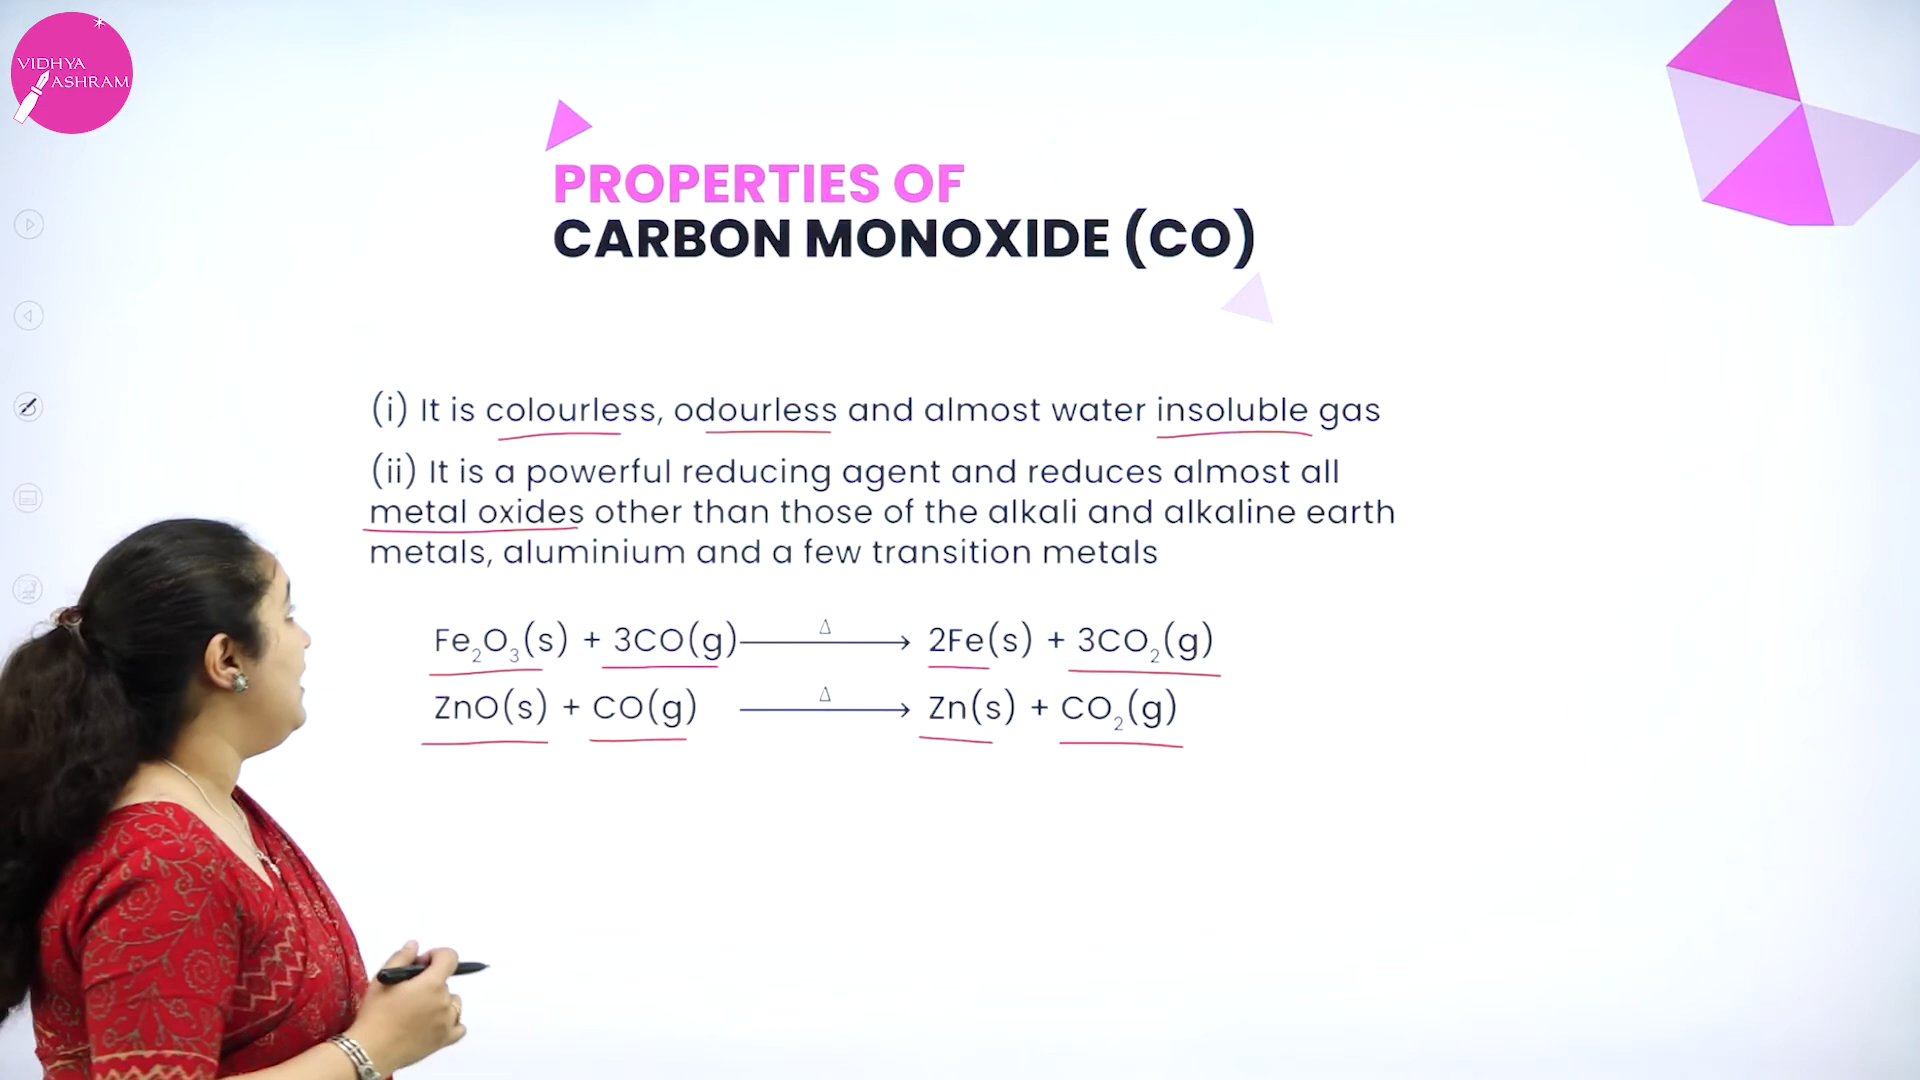 VIDHYA
ASHRAM
PROPERTIES OF
CARBON MONOXIDE (CO)
(i) It is colourless, odourless and almost water insoluble gas
(ii) It is a powerful reducing agent and reduces almost all
metal oxides other than those of the alkali and alkaline earth
metals, aluminium and a few transition metals
Fe₂O₃(s) + 3CO(g) —Δ→ 2Fe(s) + 3CO₂(g)
ZnO(s) + CO(g) —Δ→ Zn(s) + CO₂(g)